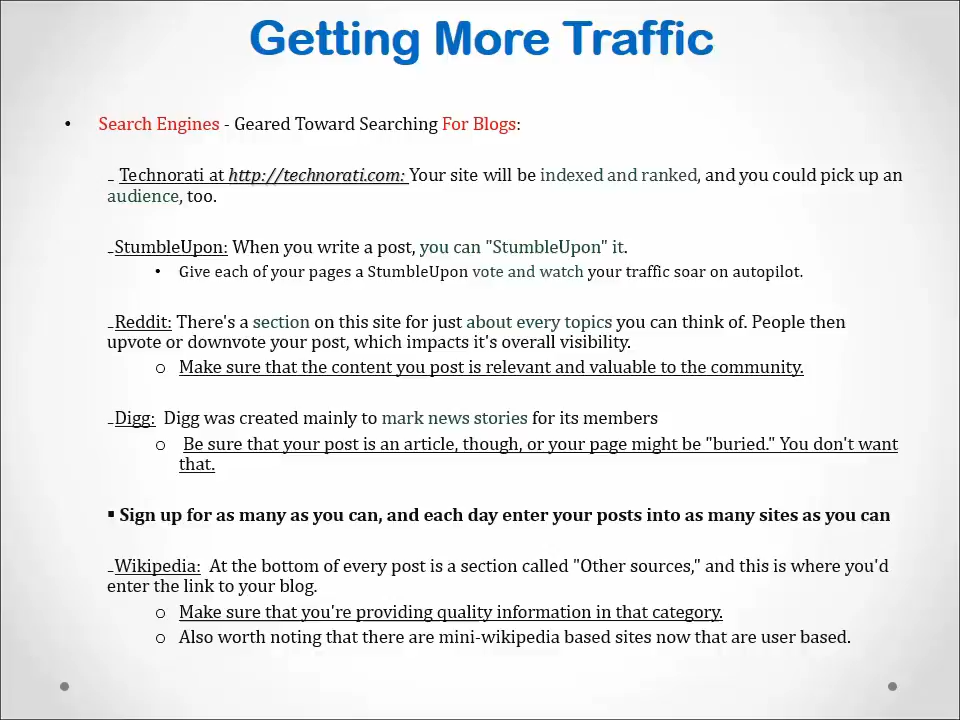 Getting More Traffic
• Search Engines - Geared Toward Searching For Blogs:
– Technorati at http://technorati.com: Your site will be indexed and ranked, and you could pick up an
audience, too.
–StumbleUpon: When you write a post, you can "StumbleUpon" it.
• Give each of your pages a StumbleUpon vote and watch your traffic soar on autopilot.
–Reddit: There's a section on this site for just about every topics you can think of. People then
upvote or downvote your post, which impacts it's overall visibility.
o Make sure that the content you post is relevant and valuable to the community.
–Digg: Digg was created mainly to mark news stories for its members
o Be sure that your post is an article, though, or your page might be "buried." You don't want
that.
▪ Sign up for as many as you can, and each day enter your posts into as many sites as you can
–Wikipedia: At the bottom of every post is a section called "Other sources," and this is where you'd
enter the link to your blog.
o Make sure that you're providing quality information in that category.
o Also worth noting that there are mini-wikipedia based sites now that are user based.